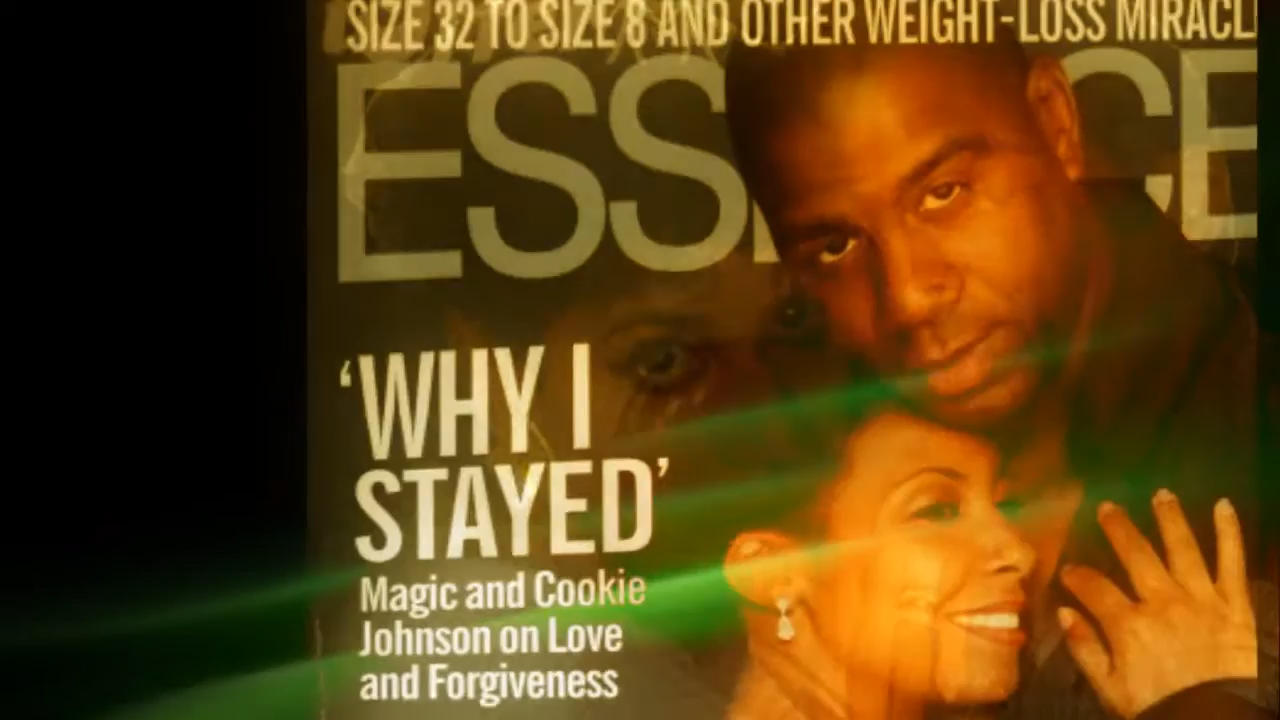 SIZE 32 TO SIZE 8 AND OTHER WEIGHT-LOSS MIRACL
ESS CE
'WHY I
STAYED'
Magic and Cookie
Johnson on Love
and Forgiveness